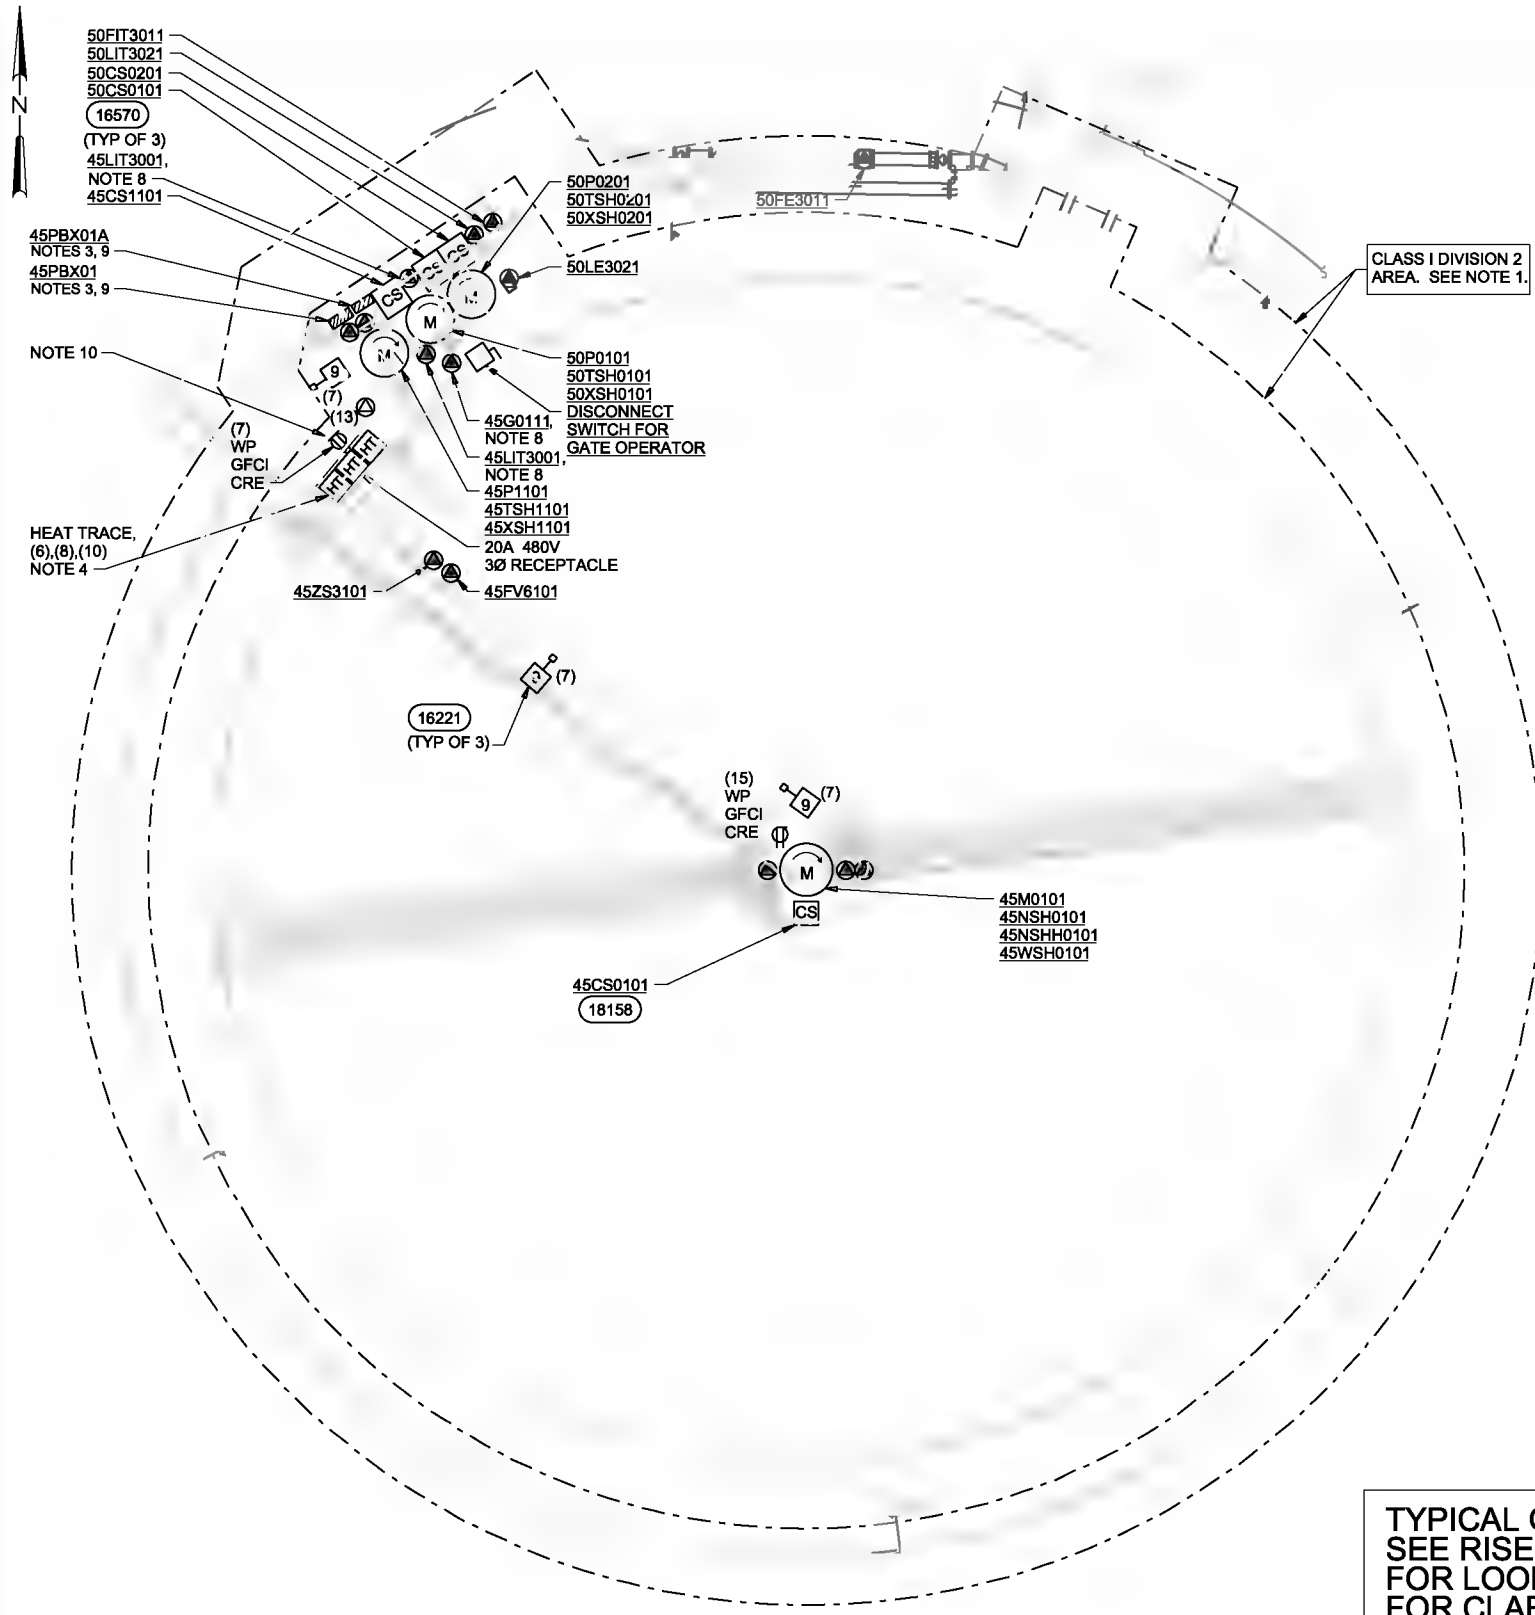 N
50FIT3011
50LIT3021
50CS0201
50CS0101
16570
(TYP OF 3)
45LIT3001,
NOTE 8
45CS1101
45PBX01A
NOTES 3, 9
45PBX01
NOTES 3, 9
NOTE 10
(7)
WP
GFCI
CRE
HEAT TRACE,
(6),(8),(10)
NOTE 4
CS
CS
CS
M
M
M
9
(7)
(13)
HT
HT
HT
50P0201
50TSH0201
50XSH0201
50LE3021
50FE3011
CLASS I DIVISION 2
AREA. SEE NOTE 1.
50P0101
50TSH0101
50XSH0101
DISCONNECT
SWITCH FOR
GATE OPERATOR
45G0111,
NOTE 8
45LIT3001,
NOTE 8
45P1101
45TSH1101
45XSH1101
20A 480V
3Ø RECEPTACLE
45ZS3101
45FV6101
(7)
16221
(TYP OF 3)
(15)
WP
GFCI
CRE
9
(7)
M
CS
45M0101
45NSH0101
45NSHH0101
45WSH0101
45CS0101
18158
TYPICAL
SEE
FOR
FOR